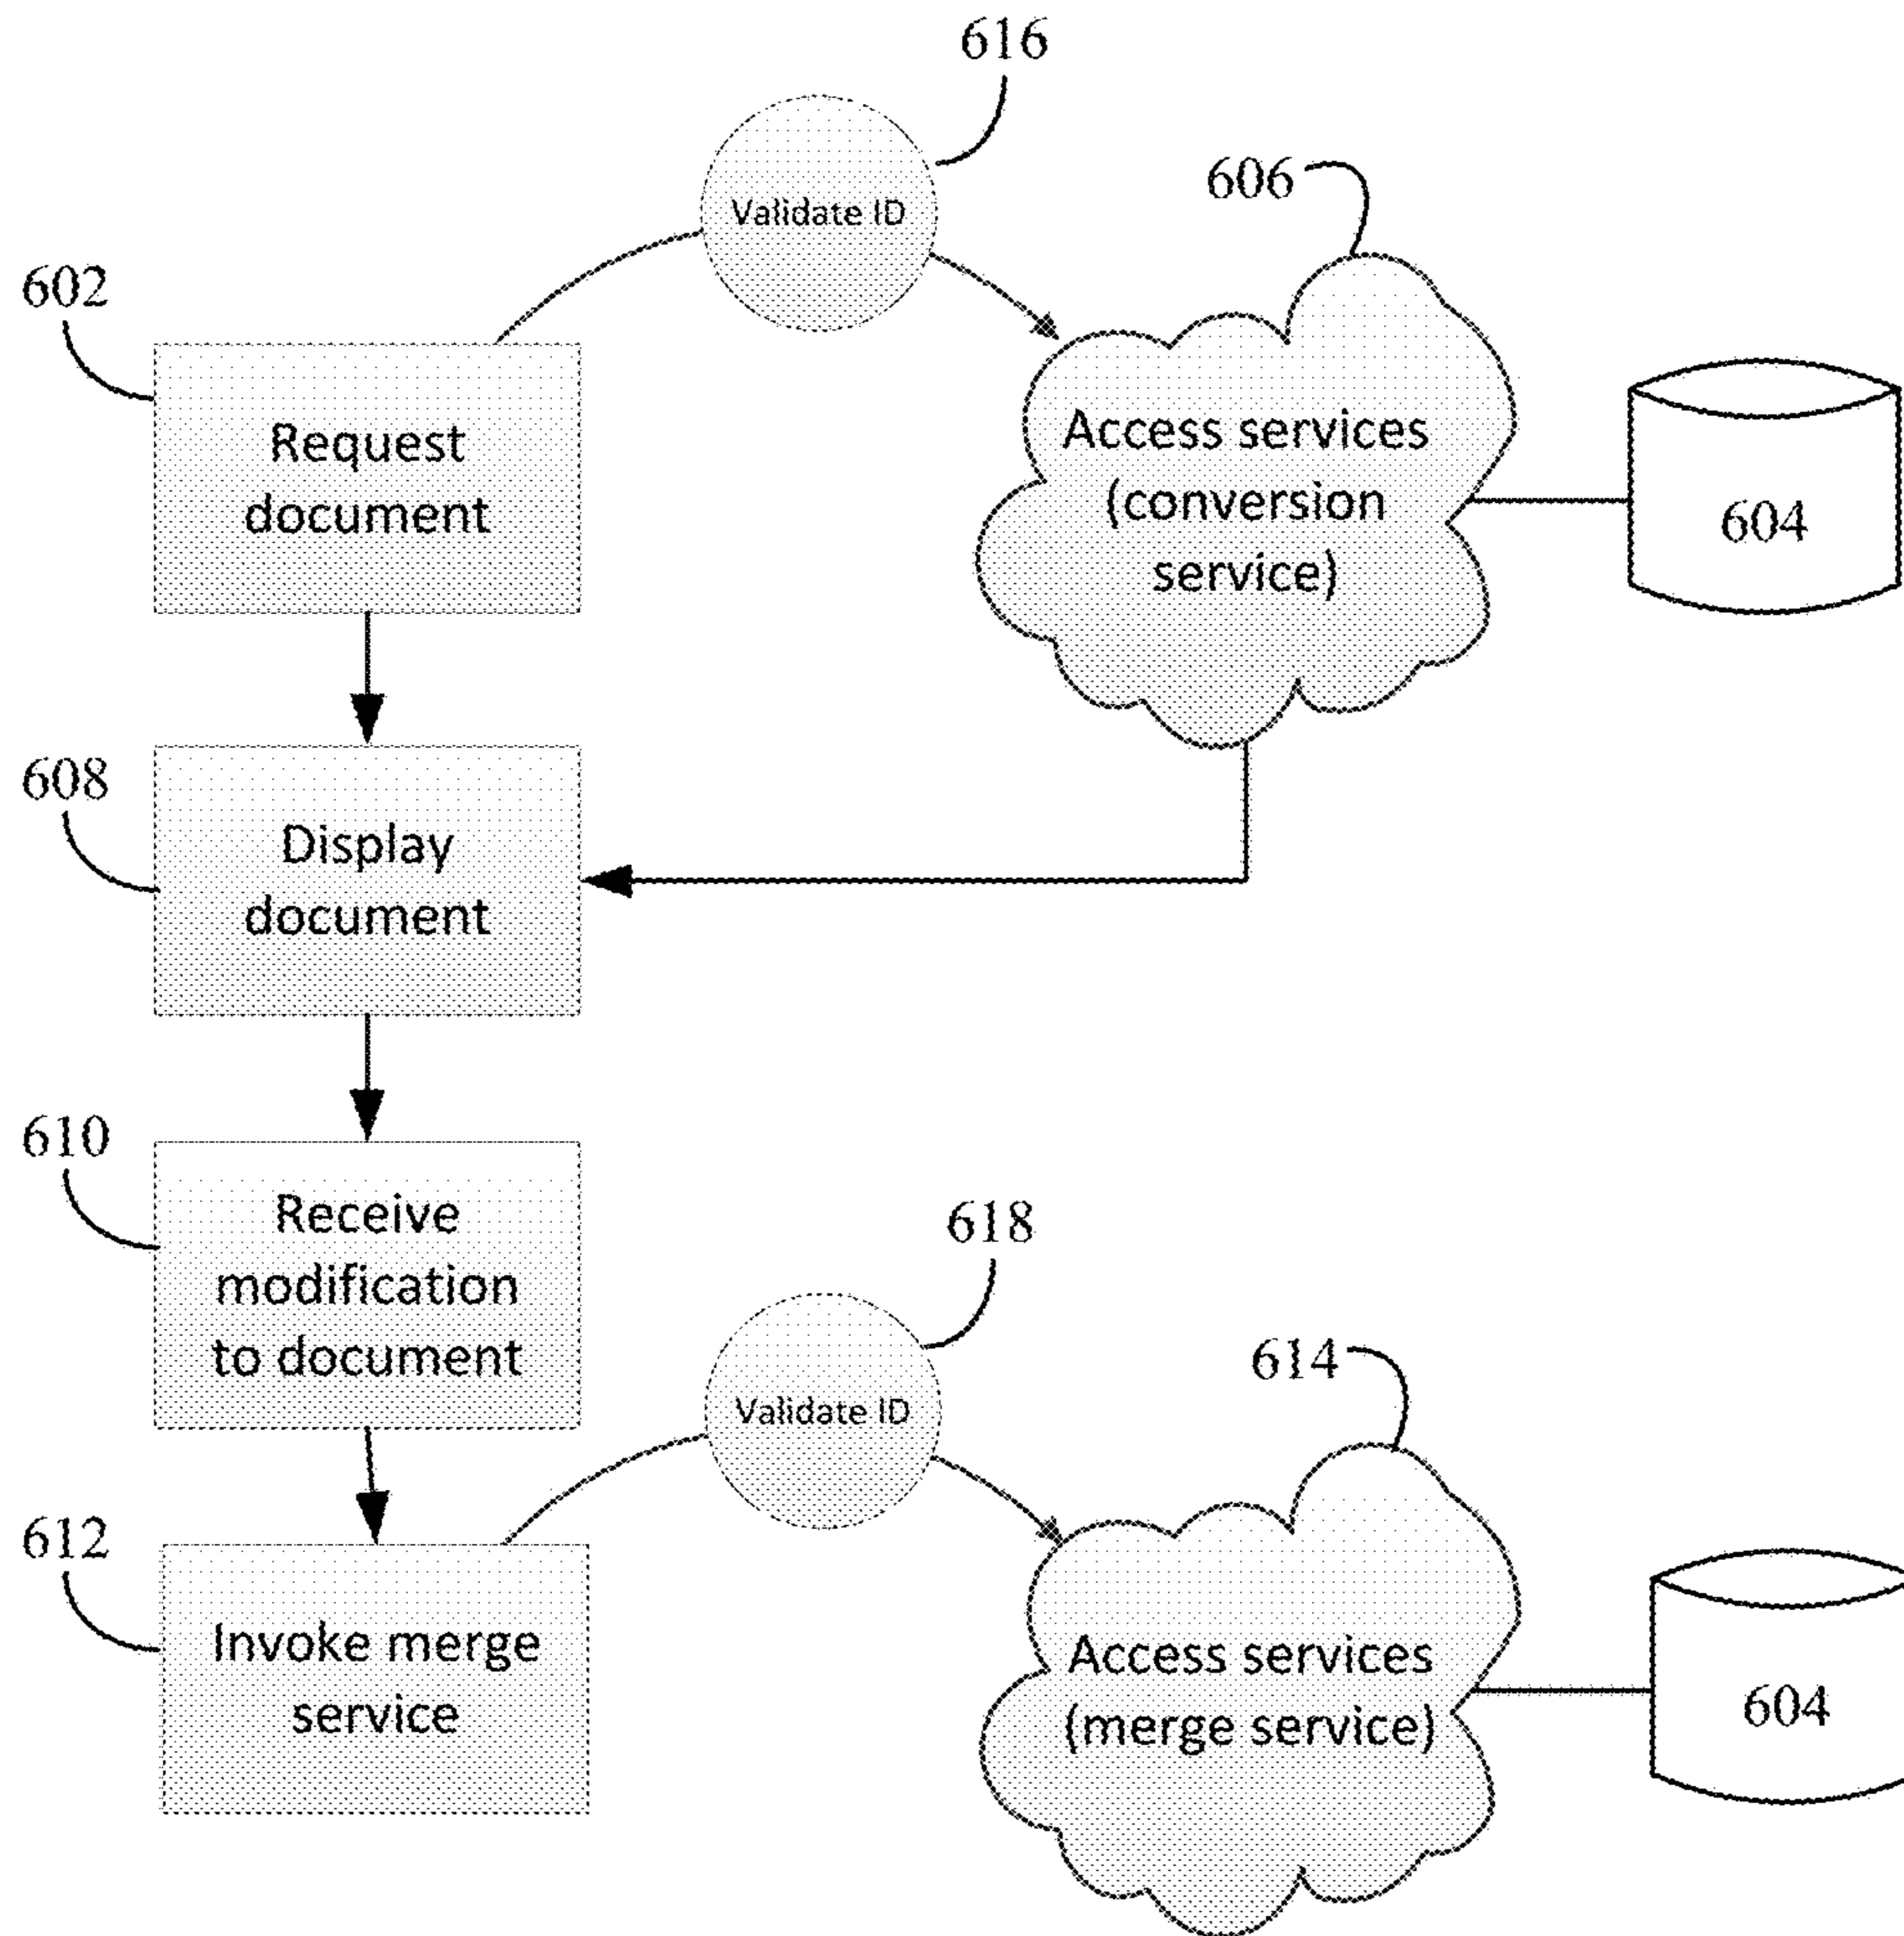 616
Validate ID
606
602
Request
document
Access services
(conversion
service)
604
608
Display
document
610
Receive
modification
to document
618
Validate ID
614
612
Invoke merge
service
Access services
(merge service)
604